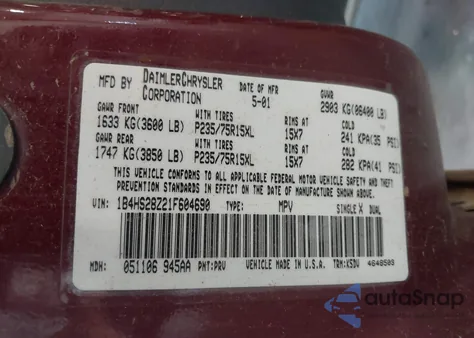 MFD BY DAIMLERCHRYSLER CORPORATION DATE OF MFR 5-01 GVWR 2903 KG(06400 LB)
GAWR FRONT WITH TIRES RIMS AT COLD
1633 KG(3600 LB) P235/75R15XL 15X7 241 KPA(35 PSI)
GAWR REAR WITH TIRES RIMS AT COLD
1747 KG(3850 LB) P235/75R15XL 15X7 282 KPA(41 PSI)
THIS VEHICLE CONFORMS TO ALL APPLICABLE FEDERAL MOTOR VEHICLE SAFETY AND THEFT
PREVENTION STANDARDS IN EFFECT ON THE DATE OF MANUFACTURE SHOWN ABOVE.
VIN: 1B4HS28Z21F604690 TYPE: MPV SINGLE X DUAL
MDH: 051106 945AA PNT:PRV VEHICLE MADE IN U.S.A. TRM:K5DV 4648503
autoSnap